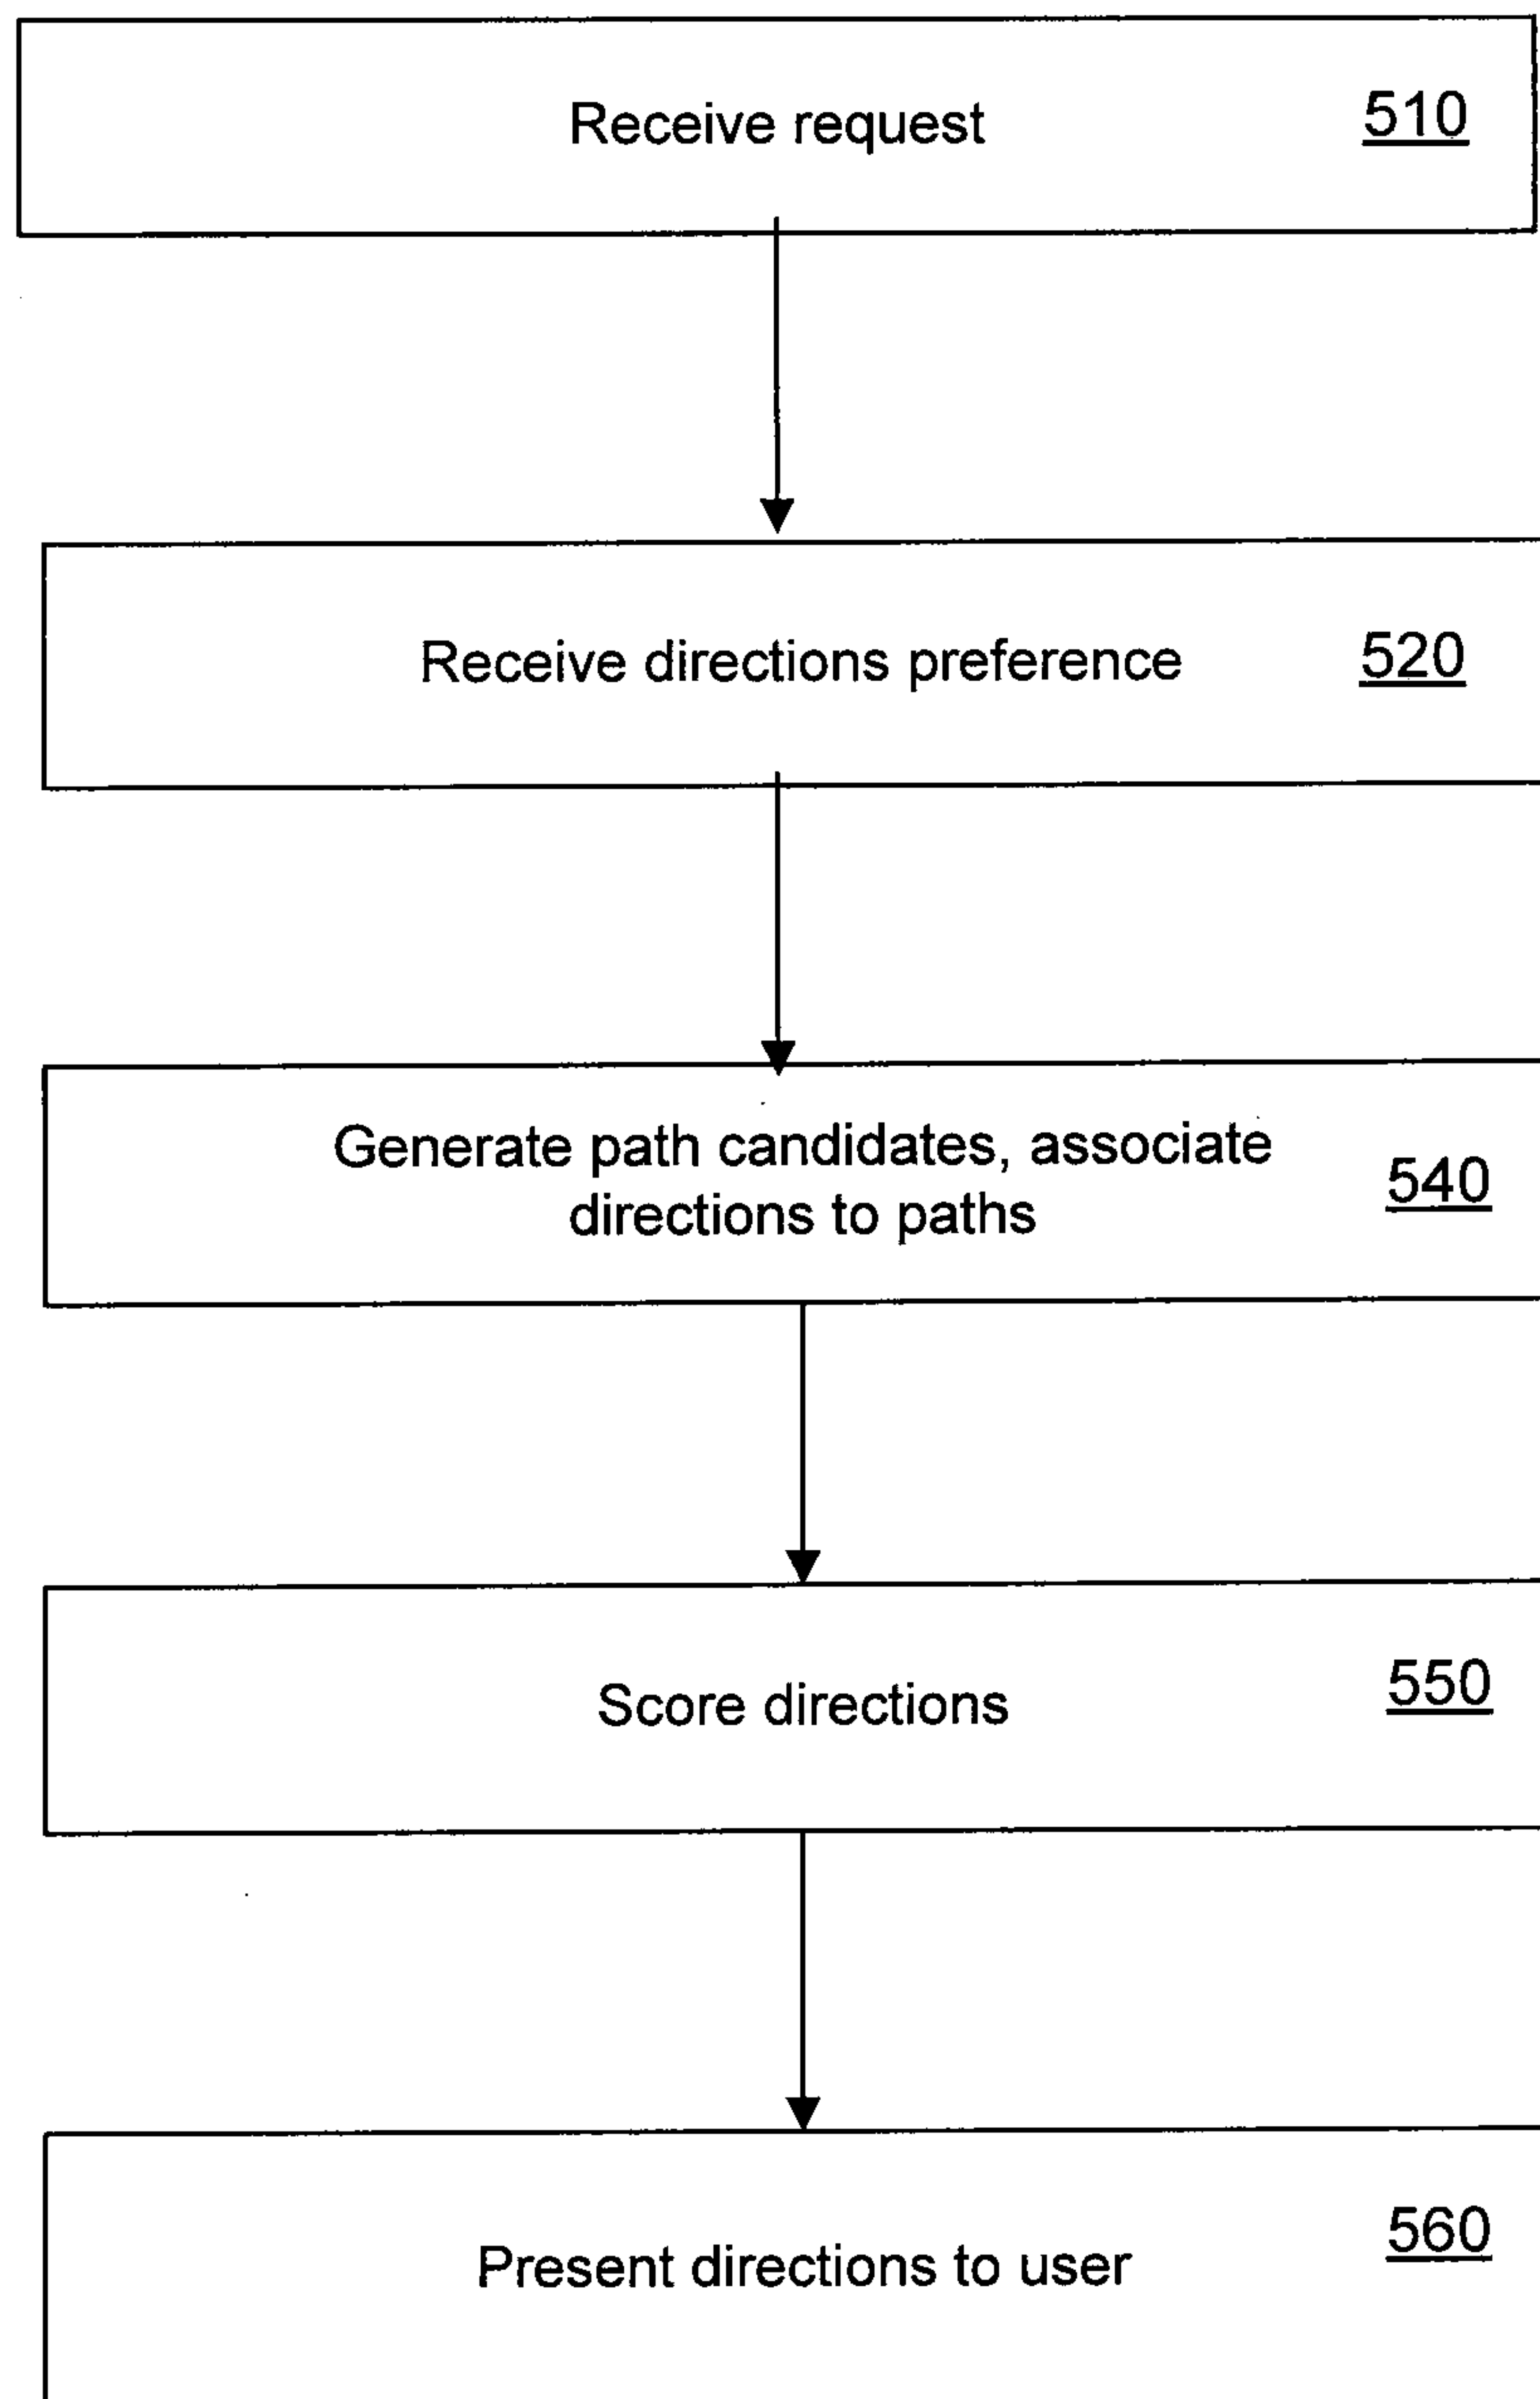 Receive request 510
Receive directions preference 520
Generate path candidates, associate
directions to paths 540
Score directions 550
Present directions to user 560